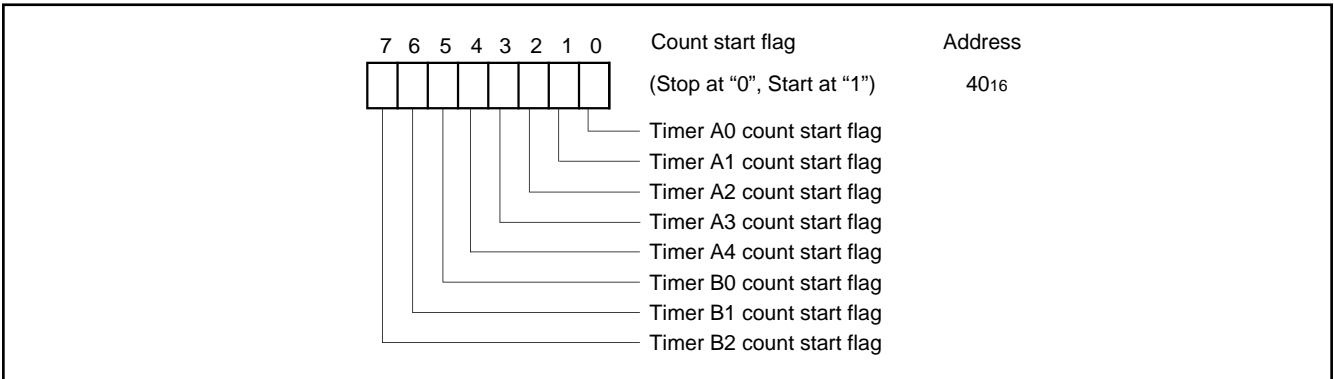 7 6 5 4 3 2 1 0 Count start flag Address
(Stop at “0”, Start at “1”) 4016
Timer A0 count start flag
Timer A1 count start flag
Timer A2 count start flag
Timer A3 count start flag
Timer A4 count start flag
Timer B0 count start flag
Timer B1 count start flag
Timer B2 count start flag